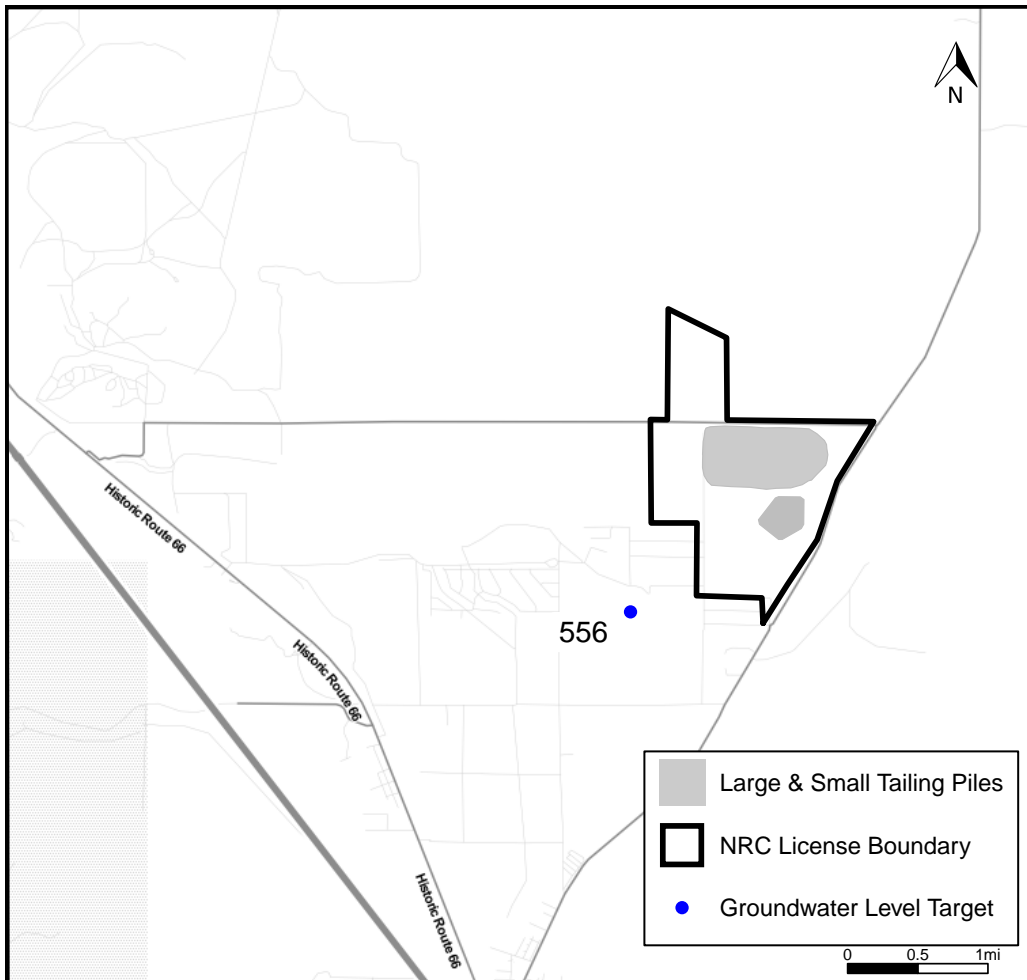 N
Historic Route 66
556
Historic Route 66
Historic Route 66
Large & Small Tailing Piles
NRC License Boundary
Groundwater Level Target
0 0.5 1mi